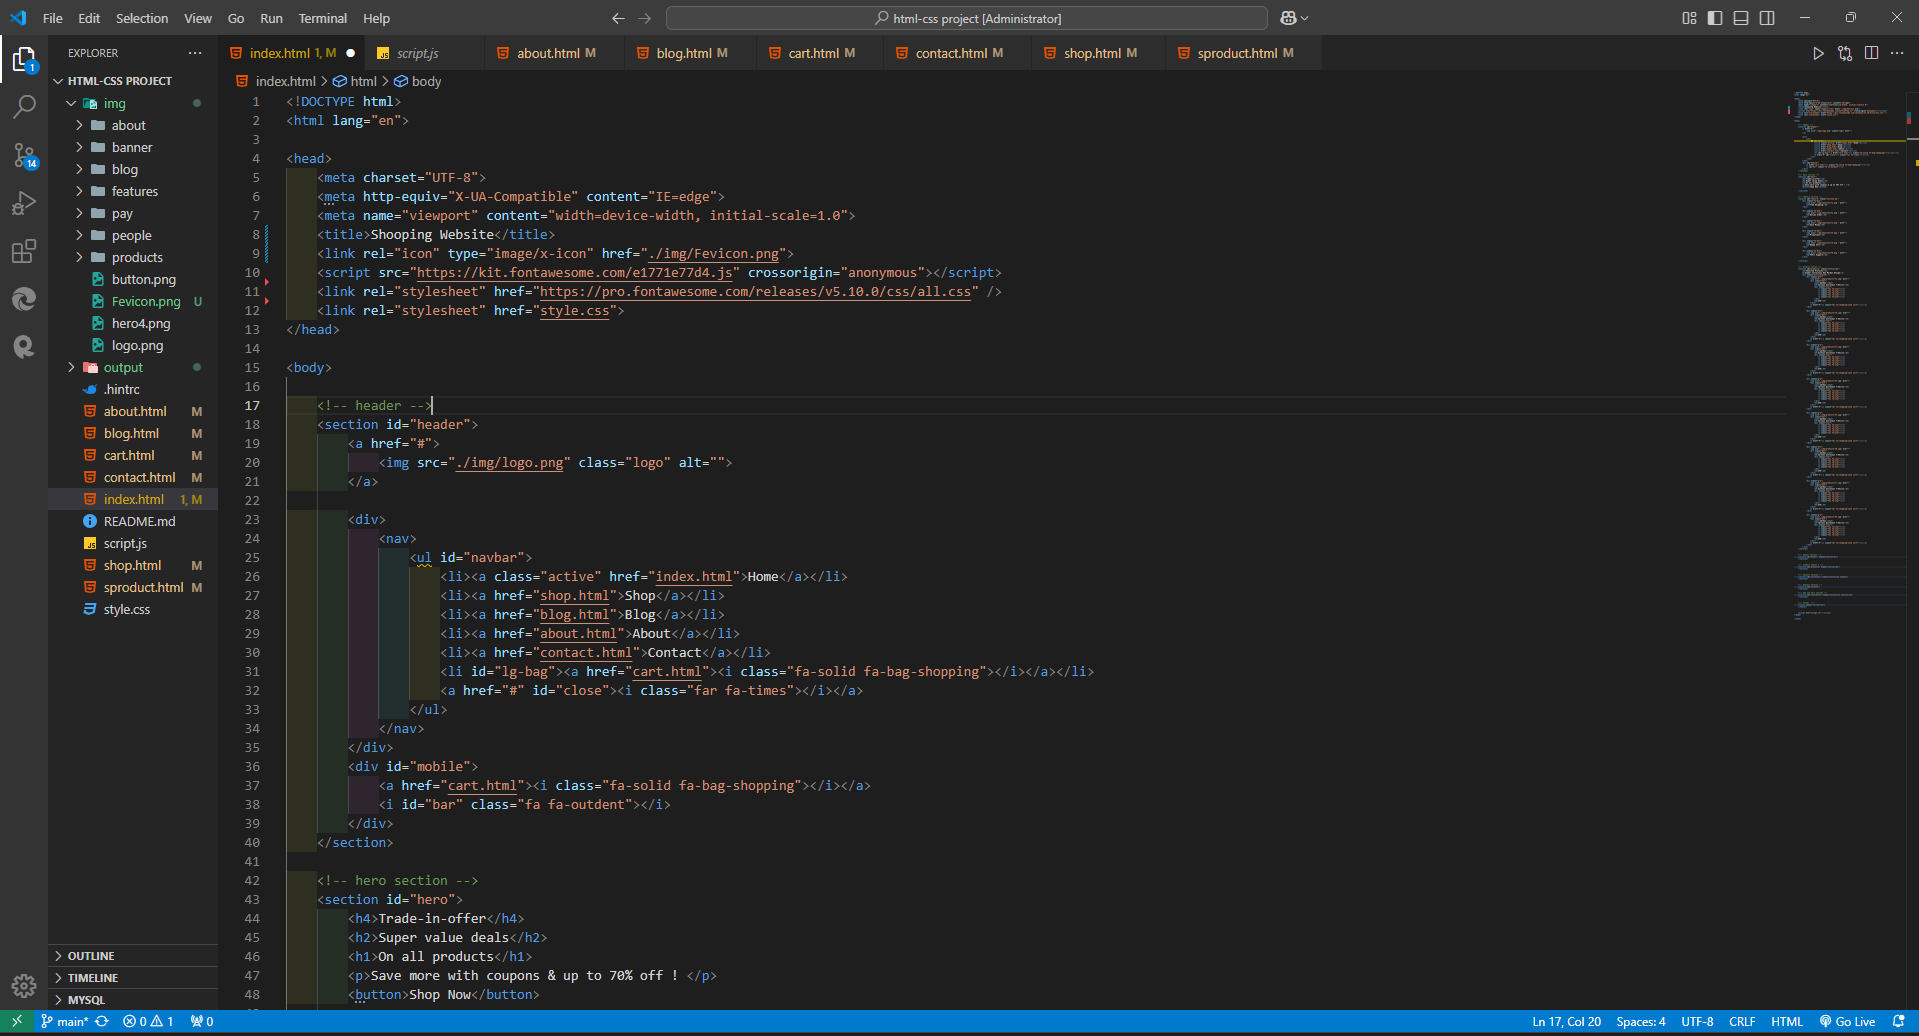 File Edit Selection View Go Run Terminal Help
html-css project [Administrator]
EXPLORER
index.html 1, M
script.js
about.html M
blog.html M
cart.html M
contact.html M
shop.html M
sproduct.html M
index.html > html > body
HTML-CSS PROJECT
img
about
banner
blog
features
pay
people
products
button.png
Fevicon.png U
hero4.png
logo.png
output
.hintrc
about.html M
blog.html M
cart.html M
contact.html M
index.html 1, M
README.md
script.js
shop.html M
sproduct.html M
style.css
OUTLINE
TIMELINE
MYSQL
1
14
1 <!DOCTYPE html>
2 <html lang="en">
3
4 <head>
5 <meta charset="UTF-8">
6 <meta http-equiv="X-UA-Compatible" content="IE=edge">
7 <meta name="viewport" content="width=device-width, initial-scale=1.0">
8 <title>Shooping Website</title>
9 <link rel="icon" type="image/x-icon" href="./img/Fevicon.png">
10 <script src="https://kit.fontawesome.com/e1771e77d4.js" crossorigin="anonymous"></script>
11 <link rel="stylesheet" href="https://pro.fontawesome.com/releases/v5.10.0/css/all.css" />
12 <link rel="stylesheet" href="style.css">
13 </head>
14
15 <body>
16
17 <!-- header -->
18 <section id="header">
19 <a href="#">
20 <img src="./img/logo.png" class="logo" alt="">
21 </a>
22
23 <div>
24 <nav>
25 <ul id="navbar">
26 <li><a class="active" href="index.html">Home</a></li>
27 <li><a href="shop.html">Shop</a></li>
28 <li><a href="blog.html">Blog</a></li>
29 <li><a href="about.html">About</a></li>
30 <li><a href="contact.html">Contact</a></li>
31 <li id="lg-bag"><a href="cart.html"><i class="fa-solid fa-bag-shopping"></i></a></li>
32 <a href="#" id="close"><i class="far fa-times"></i></a>
33 </ul>
34 </nav>
35 </div>
36 <div id="mobile">
37 <a href="cart.html"><i class="fa-solid fa-bag-shopping"></i></a>
38 <i id="bar" class="fa fa-outdent"></i>
39 </div>
40 </section>
41
42 <!-- hero section -->
43 <section id="hero">
44 <h4>Trade-in-offer</h4>
45 <h2>Super value deals</h2>
46 <h1>On all products</h1>
47 <p>Save more with coupons & up to 70% off ! </p>
48 <button>Shop Now</button>
main* 0 1 0 Ln 17, Col 20 Spaces: 4 UTF-8 CRLF HTML Go Live